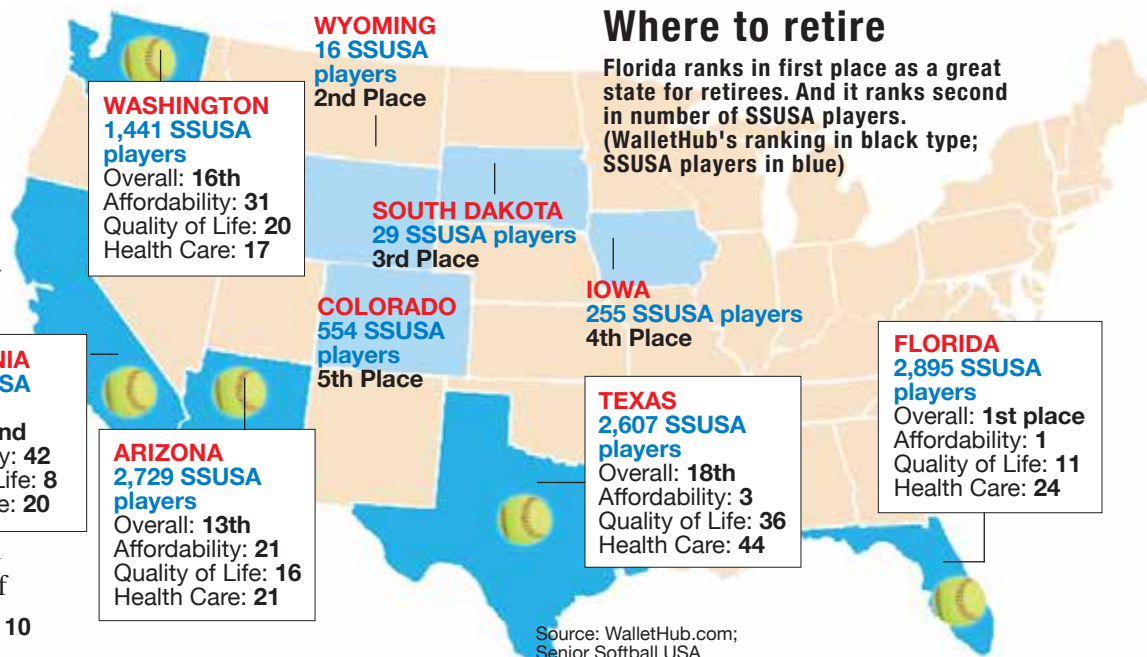 Where to retire
Florida ranks in first place as a great
state for retirees. And it ranks second
in number of SSUSA players.
(WalletHub's ranking in black type;
SSUSA players in blue)
WYOMING
16 SSUSA
players
2nd Place
WASHINGTON
1,441 SSUSA
players
Overall: 16th
Affordability: 31
Quality of Life: 20
Health Care: 17
SOUTH DAKOTA
29 SSUSA players
3rd Place
COLORADO
554 SSUSA
players
5th Place
IOWA
255 SSUSA players
4th Place
NIA
SA
nd
y: 42
Life: 8
e: 20
ARIZONA
2,729 SSUSA
players
Overall: 13th
Affordability: 21
Quality of Life: 16
Health Care: 21
TEXAS
2,607 SSUSA
players
Overall: 18th
Affordability: 3
Quality of Life: 36
Health Care: 44
FLORIDA
2,895 SSUSA
players
Overall: 1st place
Affordability: 1
Quality of Life: 11
Health Care: 24
f
10
Source: WalletHub.com;
Senior Softball USA